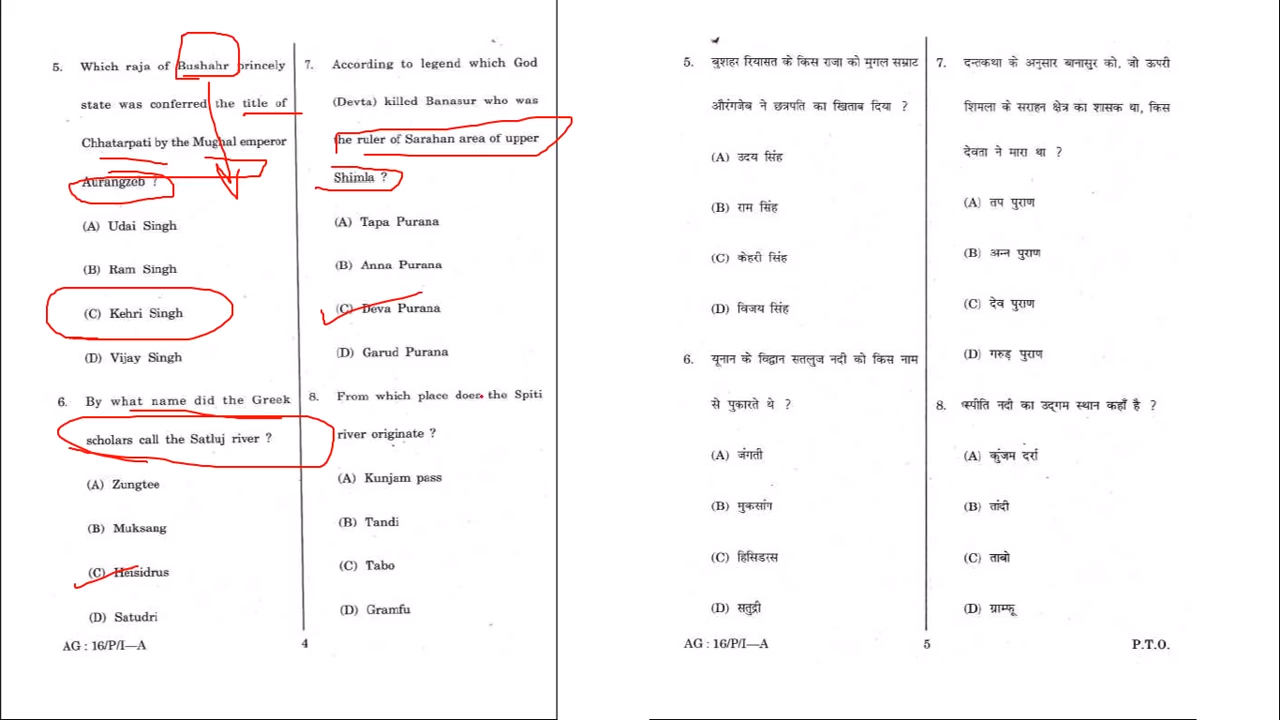 5. Which raja of Bushahr princely
state was conferred the title of
Chhatarpati by the Mughal emperor
Aurangzeb ?
(A) Udai Singh
(B) Ram Singh
(C) Kehri Singh
(D) Vijay Singh
6. By what name did the Greek
scholars call the Satluj river ?
(A) Zungtee
(B) Muksang
(C) Heisidrus
(D) Satudri
AG : 16/P/I—A
7. According to legend which God
(Devta) killed Banasur who was
the ruler of Sarahan area of upper
Shimla ?
(A) Tapa Purana
(B) Anna Purana
(C) Deva Purana
(D) Garud Purana
8. From which place does the Spiti
river originate ?
(A) Kunjam pass
(B) Tandi
(C) Tabo
(D) Gramfu
4
5. बुशहर रियासत के किस राजा को मुगल सम्राट
औरंगजेब ने छत्रपति का खिताब दिया ?
(A) उदय सिंह
(B) राम सिंह
(C) केहरी सिंह
(D) विजय सिंह
6. यूनान के विद्वान सतलुज नदी को किस नाम
से पुकारते थे ?
(A) जंगती
(B) मुकसांग
(C) हिसिडरस
(D) सतुद्री
AG : 16/P/I—A
7. दन्तकथा के अनुसार बानासुर को, जो ऊपरी
शिमला के सराहन क्षेत्र का शासक था, किस
देवता ने मारा था ?
(A) तप पुराण
(B) अन्न पुराण
(C) देव पुराण
(D) गरुड़ पुराण
8. स्पीति नदी का उद्‌गम स्थान कहाँ है ?
(A) कुंजम दर्रा
(B) तांदी
(C) ताबो
(D) ग्राम्फू
5
P.T.O.